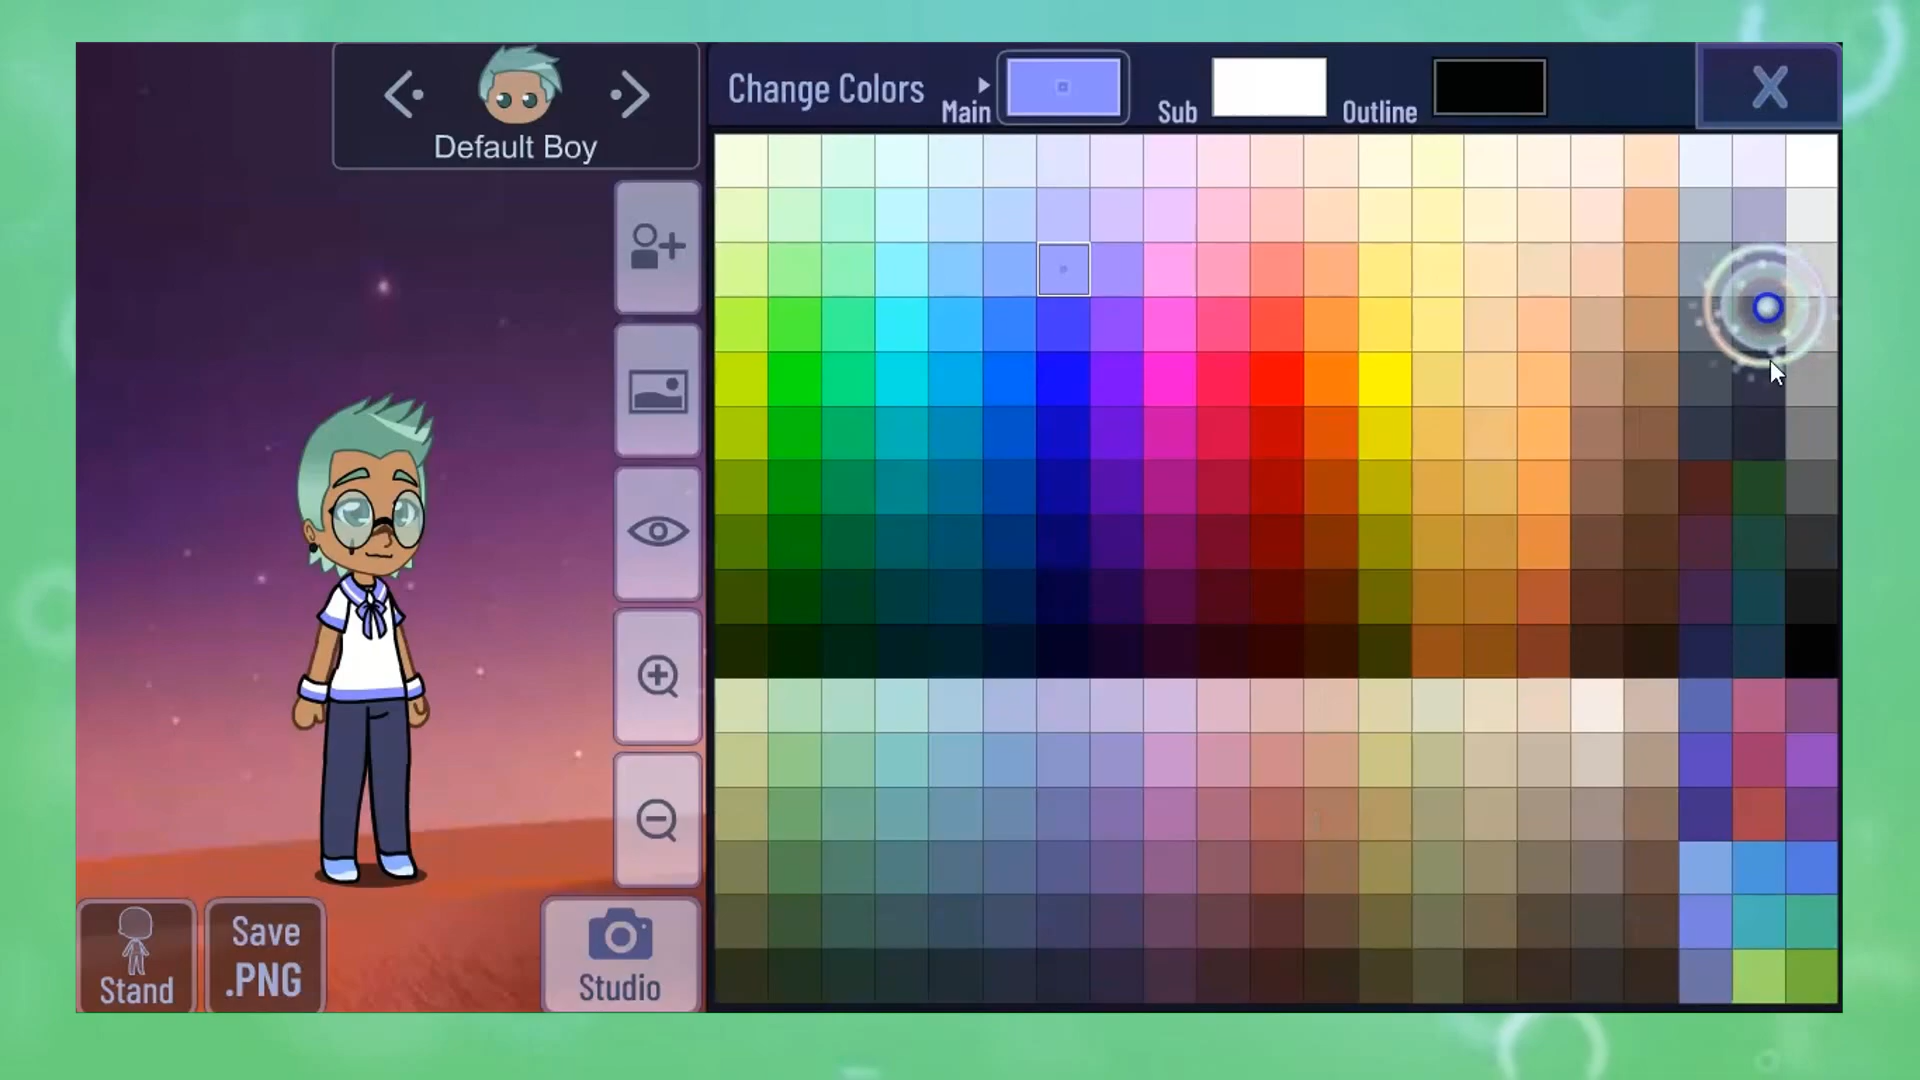 Default Boy
Change Colors
Main
Sub
Outline
X
Stand
Save
.PNG
Studio